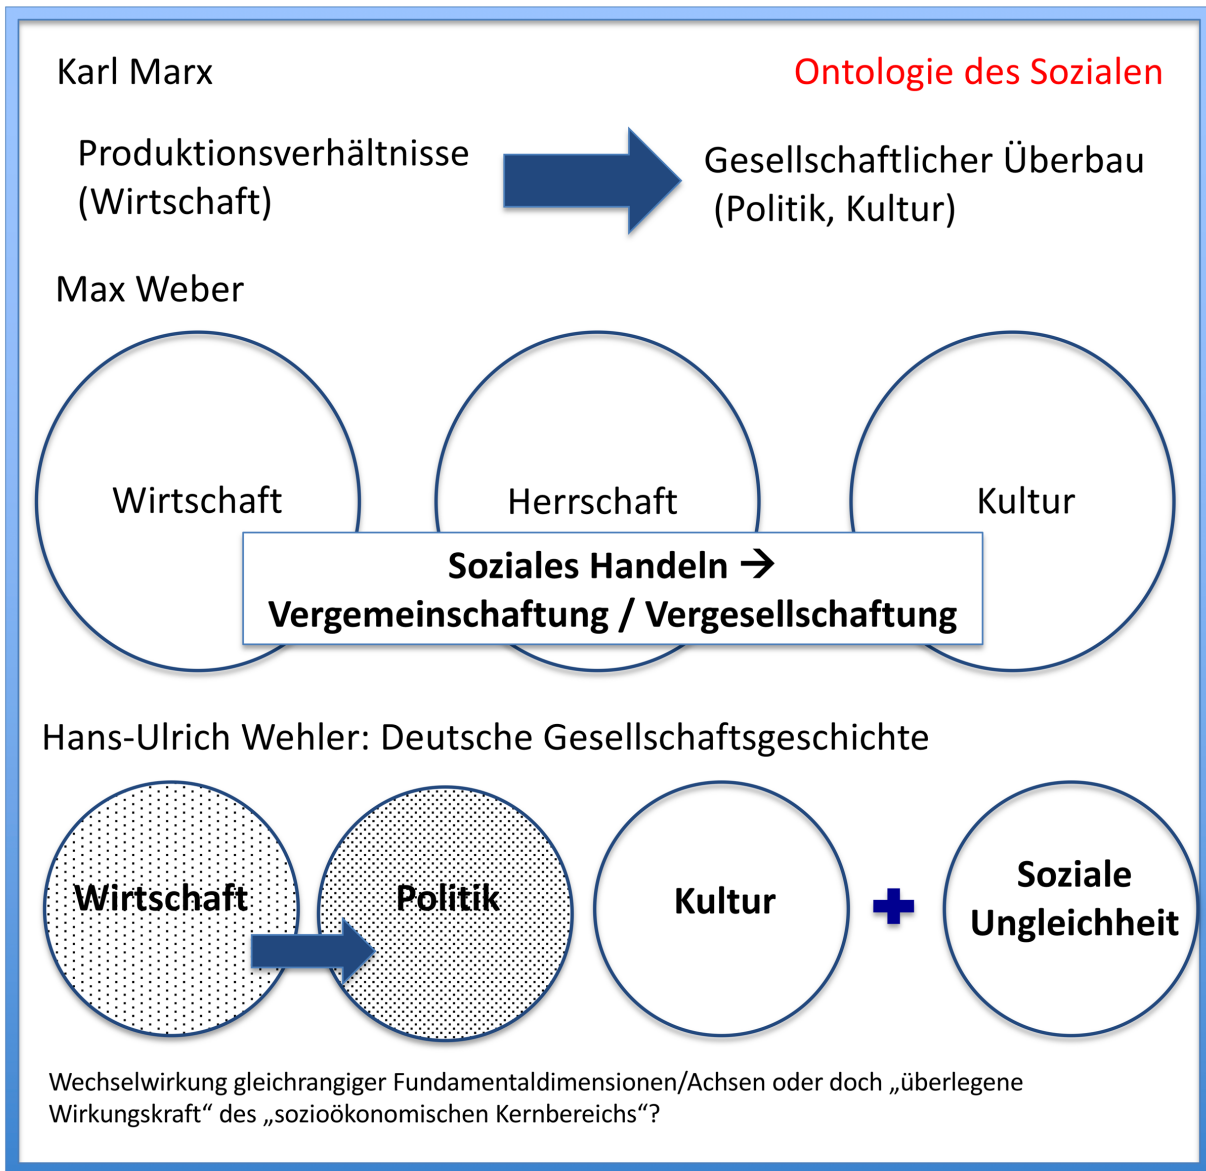 Karl Marx
Ontologie des Sozialen
Produktionsverhältnisse
(Wirtschaft)
Gesellschaftlicher Überbau
(Politik, Kultur)
Max Weber
Wirtschaft
Herrschaft
Kultur
Soziales Handeln →
Vergemeinschaftung / Vergesellschaftung
Hans-Ulrich Wehler: Deutsche Gesellschaftsgeschichte
Wirtschaft
Politik
Kultur
Soziale
Ungleichheit
Wechselwirkung gleichrangiger Fundamentaldimensionen/Achsen oder doch „überlegene
Wirkungskraft“ des „sozioökonomischen Kernbereichs“?